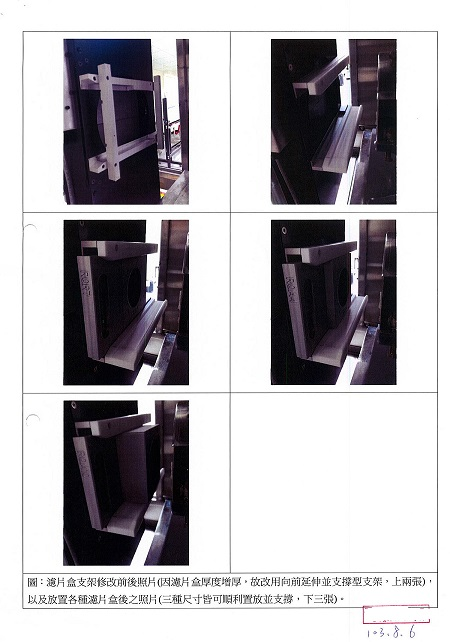 圖：濾片盒支架修改前後照片(因濾片盒厚度增厚，故改用向前延伸並支撐型支架，上兩張)，
以及放置各種濾片盒後之照片(三種尺寸皆可順利置放並支撐，下三張)。
103.8.6